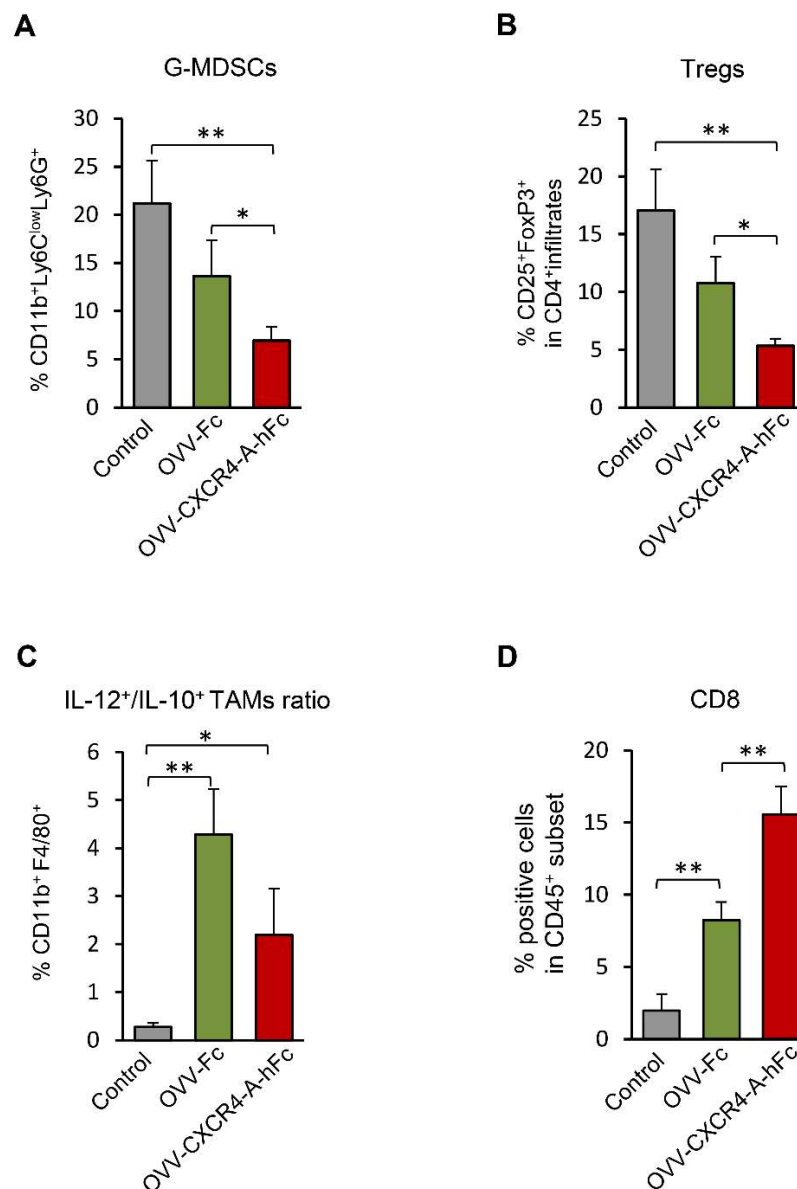 A
G-MDSCs
% CD11b⁺Ly6C^lowLy6G⁺
30
25
20
15
10
5
0
**
*
Control
OVV-Fc
OVV-CXCR4-A-hFc
B
Tregs
% CD25⁺FoxP3⁺
in CD4⁺infiltrates
25
20
15
10
5
0
**
*
Control
OVV-Fc
OVV-CXCR4-A-hFc
C
IL-12⁺/IL-10⁺ TAMs ratio
% CD11b⁺ F4/80⁺
6
5
4
3
2
1
0
*
**
Control
OVV-Fc
OVV-CXCR4-A-hFc
D
CD8
% positive cells
in CD45⁺ subset
20
15
10
5
0
**
**
Control
OVV-Fc
OVV-CXCR4-A-hFc